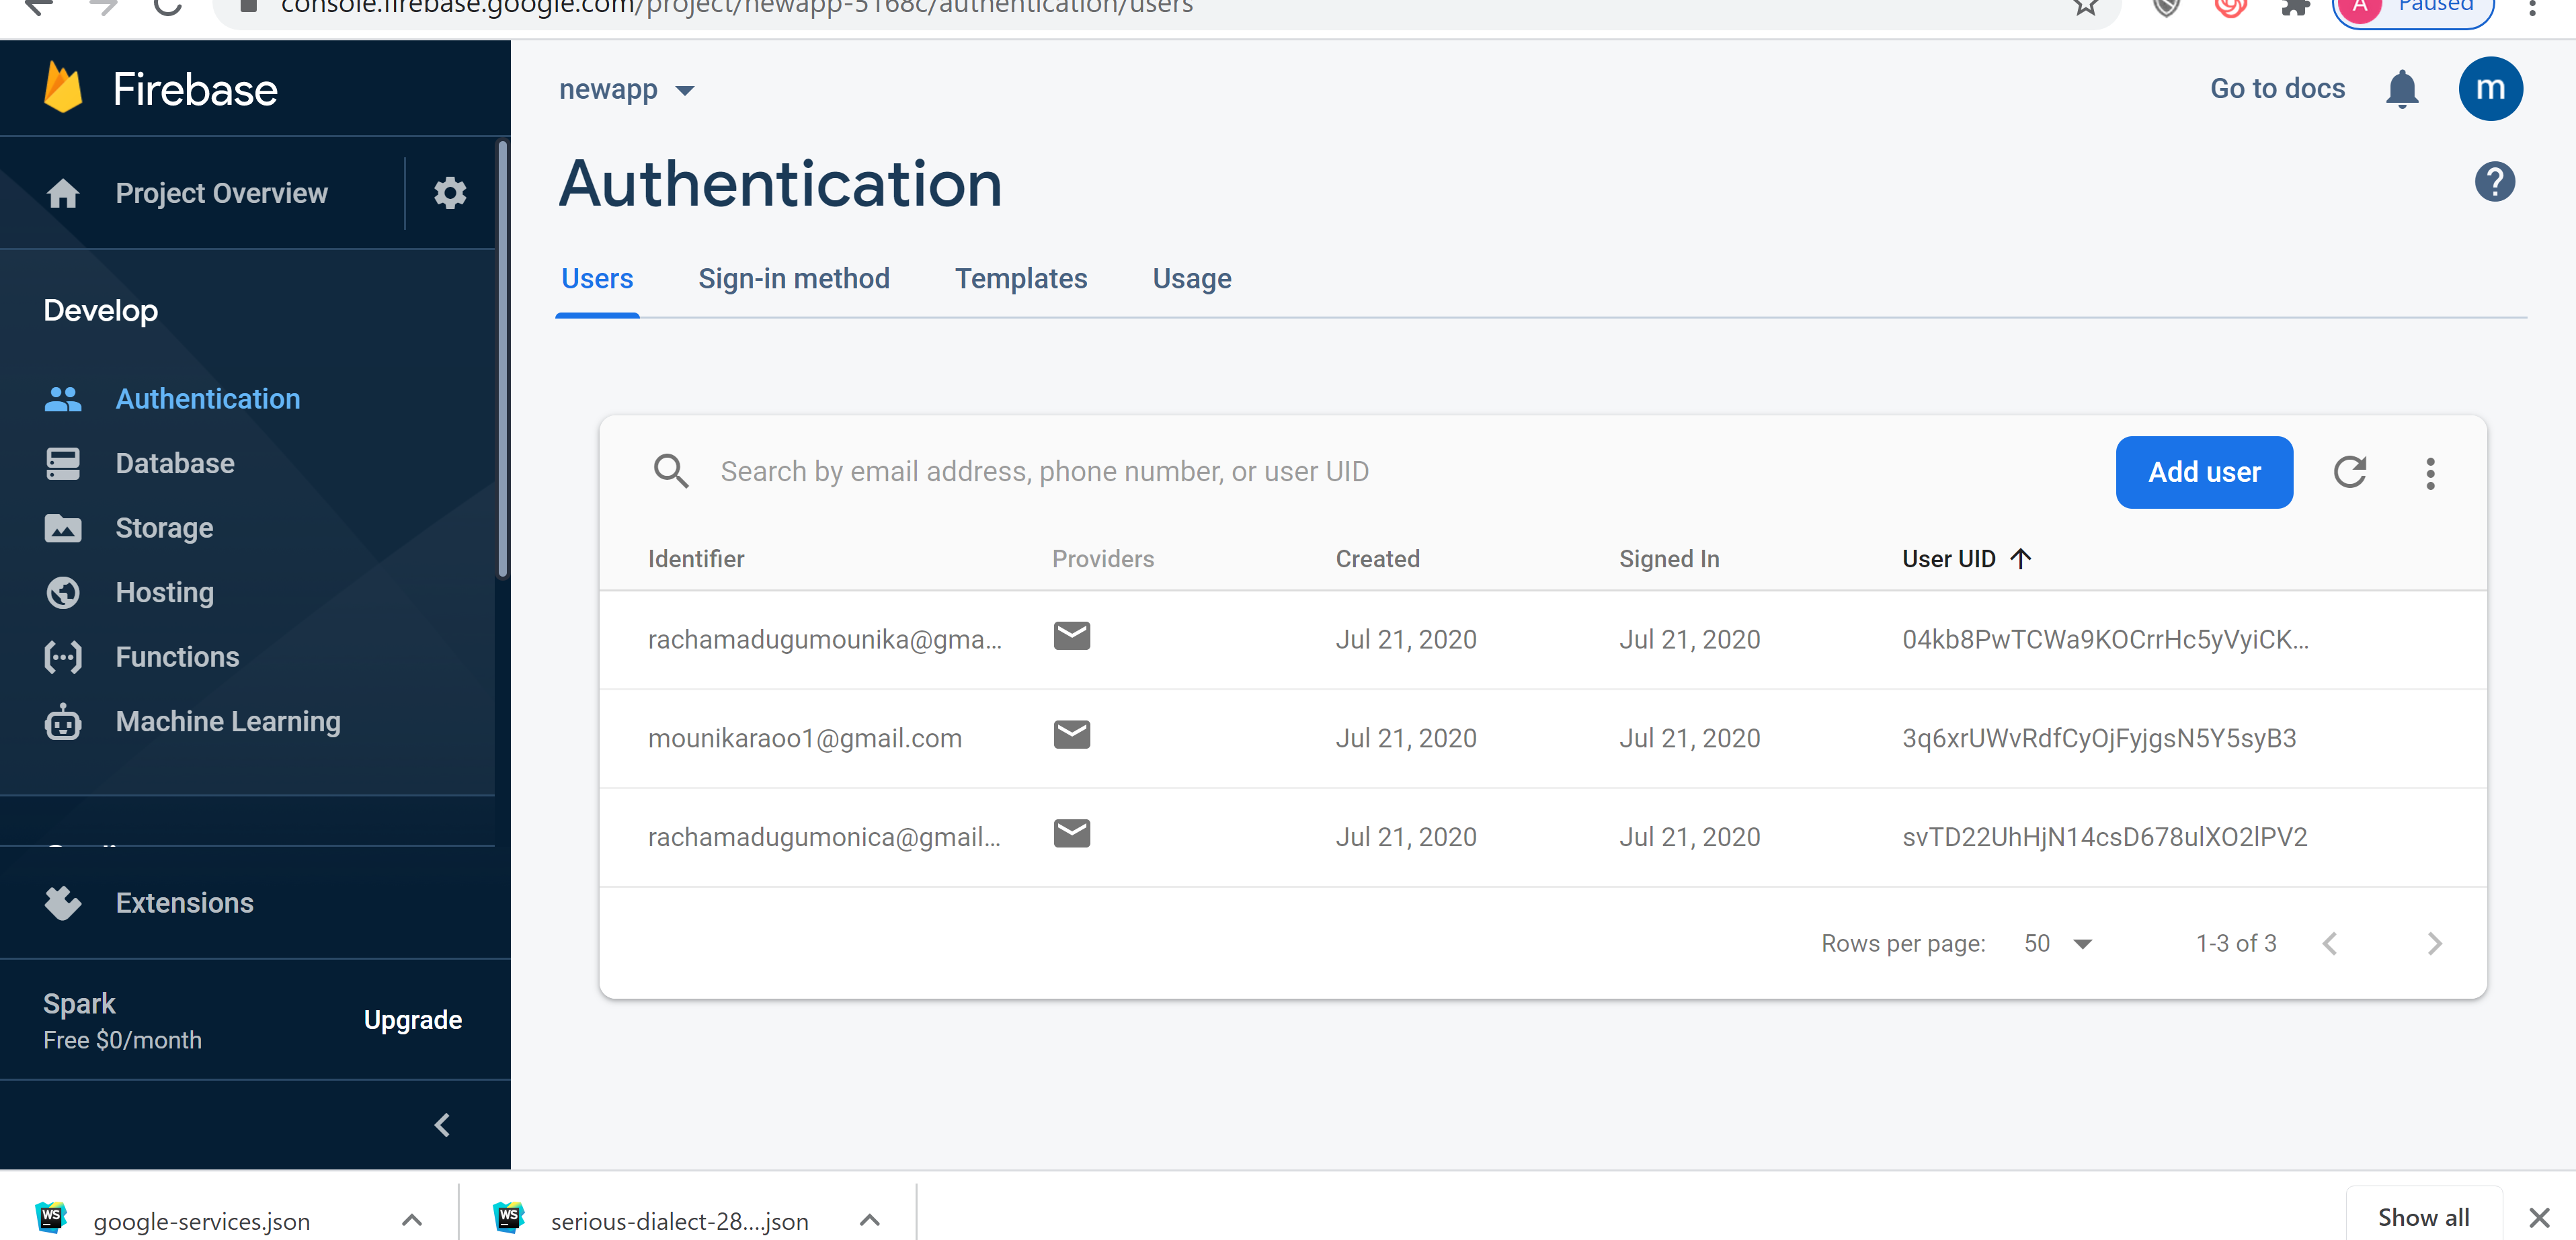 console.firebase.google.com/project/newapp-5168c/authentication/users
A Paused
Firebase
newapp
Go to docs
m
Project Overview
Authentication
?
Users Sign-in method Templates Usage
Develop
Authentication
Database
Storage
Hosting
Functions
Machine Learning
Extensions
Spark
Free $0/month
Upgrade
Search by email address, phone number, or user UID
Add user
Identifier Providers Created Signed In User UID
rachamadugumounika@gma... Jul 21, 2020 Jul 21, 2020 04kb8PwTCWa9KOCrrHc5yVyiCK...
mounikaraoo1@gmail.com Jul 21, 2020 Jul 21, 2020 3q6xrUWvRdfCyOjFyjgsN5Y5syB3
rachamadugumonica@gmail... Jul 21, 2020 Jul 21, 2020 svTD22UhHjN14csD678ulXO2lPV2
Rows per page: 50 1-3 of 3
WS google-services.json
WS serious-dialect-28....json
Show all